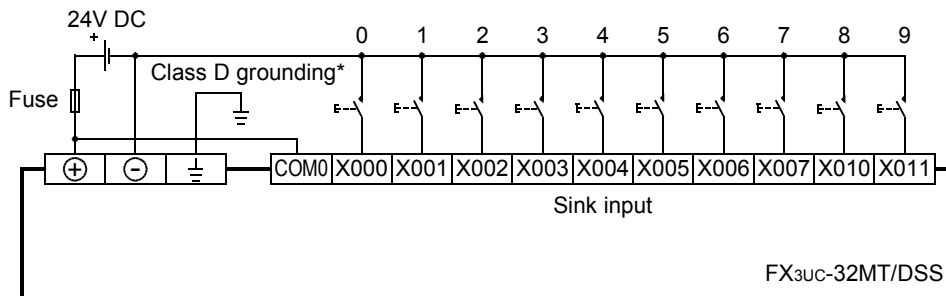 24V DC
+
0 1 2 3 4 5 6 7 8 9
Class D grounding*
Fuse
+ - COM0 X000 X001 X002 X003 X004 X005 X006 X007 X010 X011
Sink input
FX3UC-32MT/DSS